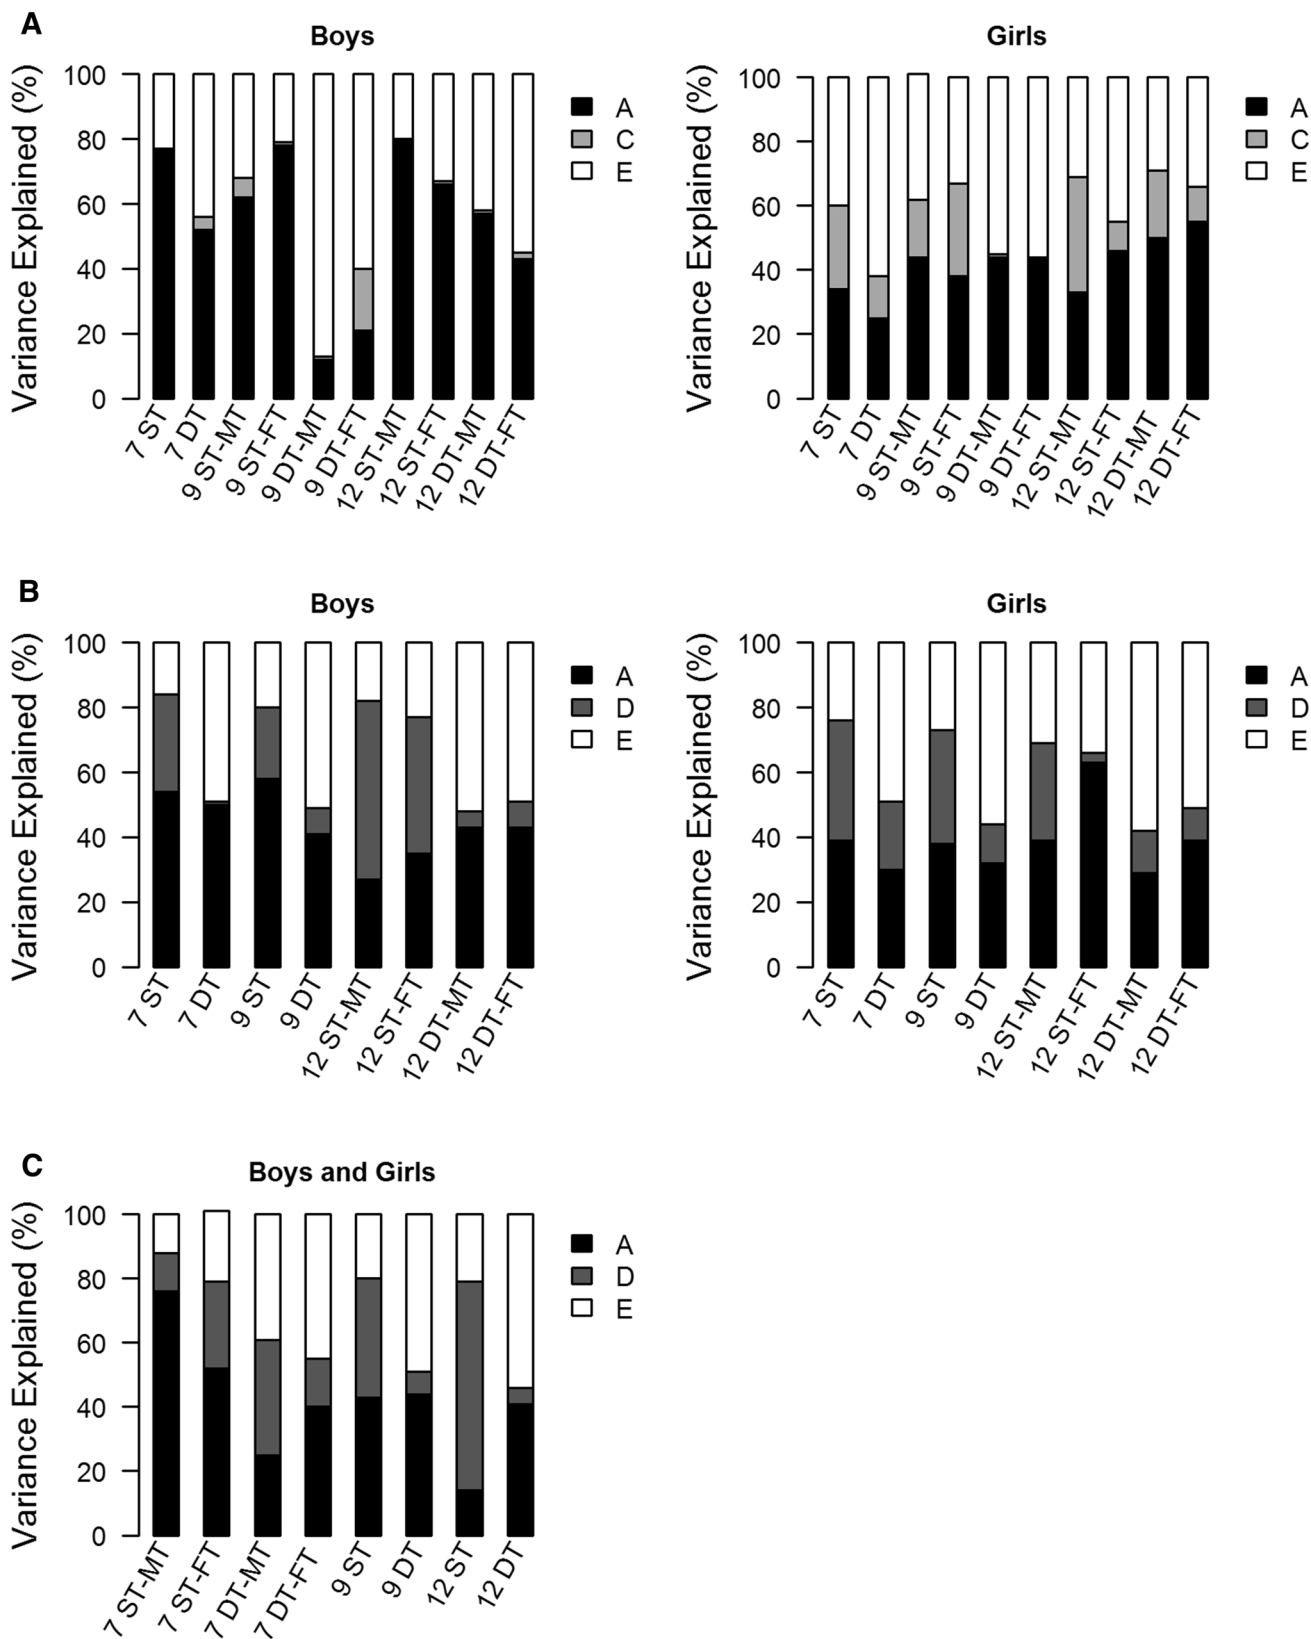 A
Boys
Variance Explained (%)
100
80
60
40
20
0
7 ST
7 DT
9 ST-MT
9 ST-FT
9 DT-MT
9 DT-FT
12 ST-MT
12 ST-FT
12 DT-MT
12 DT-FT
A
C
E
Girls
Variance Explained (%)
100
80
60
40
20
0
7 ST
7 DT
9 ST-MT
9 ST-FT
9 DT-MT
9 DT-FT
12 ST-MT
12 ST-FT
12 DT-MT
12 DT-FT
A
C
E
B
Boys
Variance Explained (%)
100
80
60
40
20
0
7 ST
7 DT
9 ST
9 DT
12 ST-MT
12 ST-FT
12 DT-MT
12 DT-FT
A
D
E
Girls
Variance Explained (%)
100
80
60
40
20
0
7 ST
7 DT
9 ST
9 DT
12 ST-MT
12 ST-FT
12 DT-MT
12 DT-FT
A
D
E
C
Boys and Girls
Variance Explained (%)
100
80
60
40
20
0
7 ST-MT
7 ST-FT
7 DT-MT
7 DT-FT
9 ST
9 DT
12 ST
12 DT
A
D
E